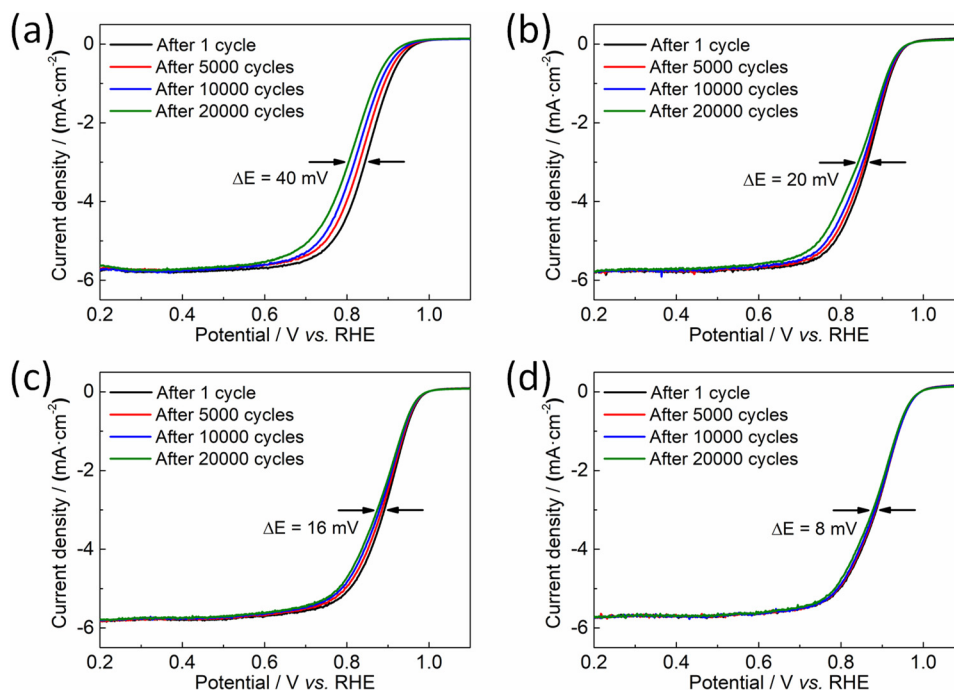 (a)
After 1 cycle
After 5000 cycles
After 10000 cycles
After 20000 cycles
ΔE = 40 mV
0
-2
-4
-6
Current density / (mA·cm⁻²)
0.2 0.4 0.6 0.8 1.0
Potential / V vs. RHE
(b)
After 1 cycle
After 5000 cycles
After 10000 cycles
After 20000 cycles
ΔE = 20 mV
0
-2
-4
-6
Current density / (mA·cm⁻²)
0.2 0.4 0.6 0.8 1.0
Potential / V vs. RHE
(c)
After 1 cycle
After 5000 cycles
After 10000 cycles
After 20000 cycles
ΔE = 16 mV
0
-2
-4
-6
Current density / (mA·cm⁻²)
0.2 0.4 0.6 0.8 1.0
Potential / V vs. RHE
(d)
After 1 cycle
After 5000 cycles
After 10000 cycles
After 20000 cycles
ΔE = 8 mV
0
-2
-4
-6
Current density / (mA·cm⁻²)
0.2 0.4 0.6 0.8 1.0
Potential / V vs. RHE